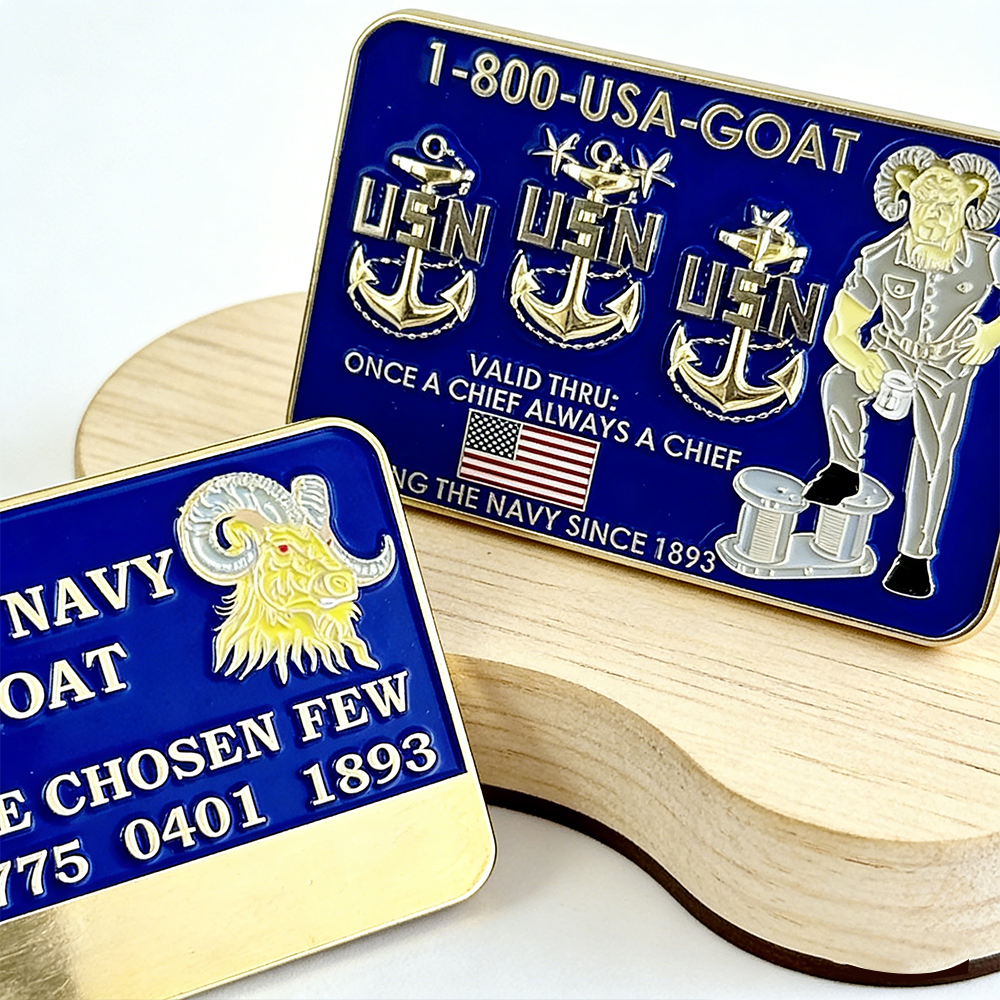 1-800-USA-GOAT
USN
USN
USN
VALID THRU:
ONCE A CHIEF ALWAYS A CHIEF
NG THE NAVY SINCE 1893
NAVY
OAT
E CHOSEN FEW
775 0401 1893